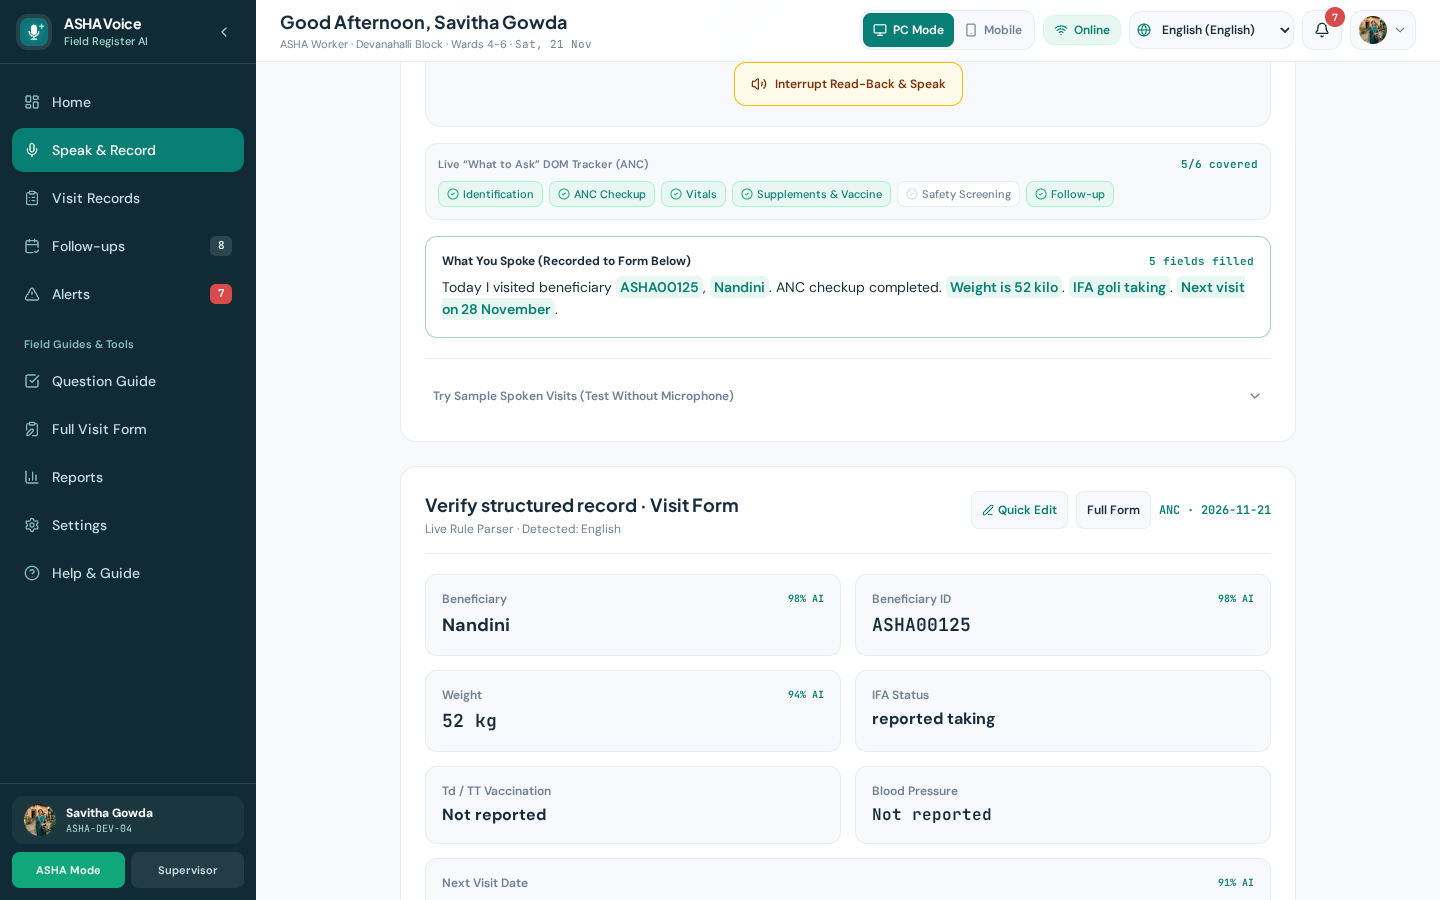 ASHA Voice
Field Register AI
Home
Speak & Record
Visit Records
Follow-ups
8
Alerts
7
Field Guides & Tools
Question Guide
Full Visit Form
Reports
Settings
Help & Guide
Savitha Gowda
ASHA-DEV-04
ASHA Mode
Supervisor
Good Afternoon, Savitha Gowda
ASHA Worker · Devanahalli Block · Wards 4-6 · Sat, 21 Nov
PC Mode
Mobile
Online
English (English)
7
Interrupt Read-Back & Speak
Live “What to Ask” DOM Tracker (ANC)
5/6 covered
Identification
ANC Checkup
Vitals
Supplements & Vaccine
Safety Screening
Follow-up
What You Spoke (Recorded to Form Below)
5 fields filled
Today I visited beneficiary ASHA00125, Nandini. ANC checkup completed. Weight is 52 kilo. IFA goli taking. Next visit
on 28 November.
Try Sample Spoken Visits (Test Without Microphone)
Verify structured record · Visit Form
Live Rule Parser · Detected: English
Quick Edit
Full Form
ANC · 2026-11-21
Beneficiary
98% AI
Nandini
Beneficiary ID
98% AI
ASHA00125
Weight
94% AI
52 kg
IFA Status
reported taking
Td / TT Vaccination
Not reported
Blood Pressure
Not reported
Next Visit Date
91% AI